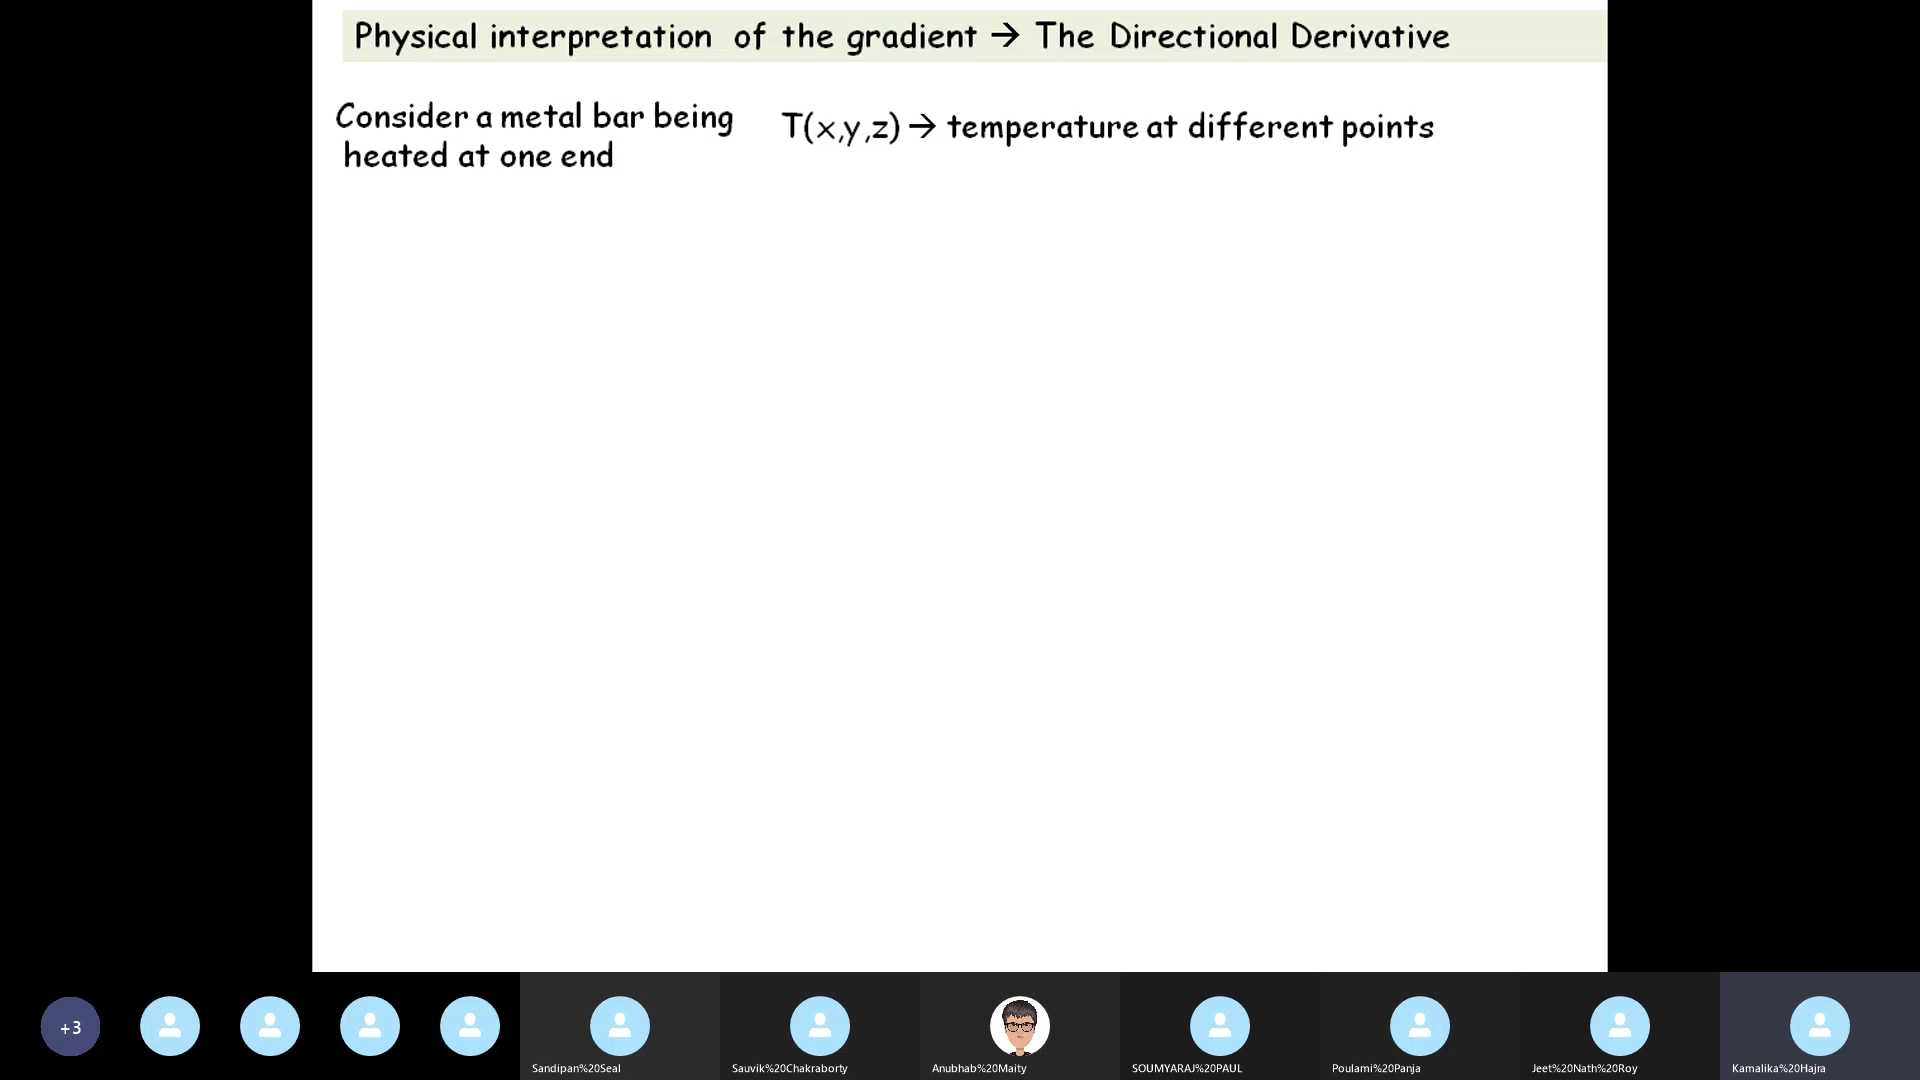 Physical interpretation of the gradient → The Directional Derivative
Consider a metal bar being
heated at one end
T(x,y,z) → temperature at different points
+3
Sandipan%20Seal
Sauvik%20Chakraborty
Anubhab%20Maity
SOUMYARAJ%20PAUL
Poulami%20Panja
Jeet%20Nath%20Roy
Kamalika%20Hajra